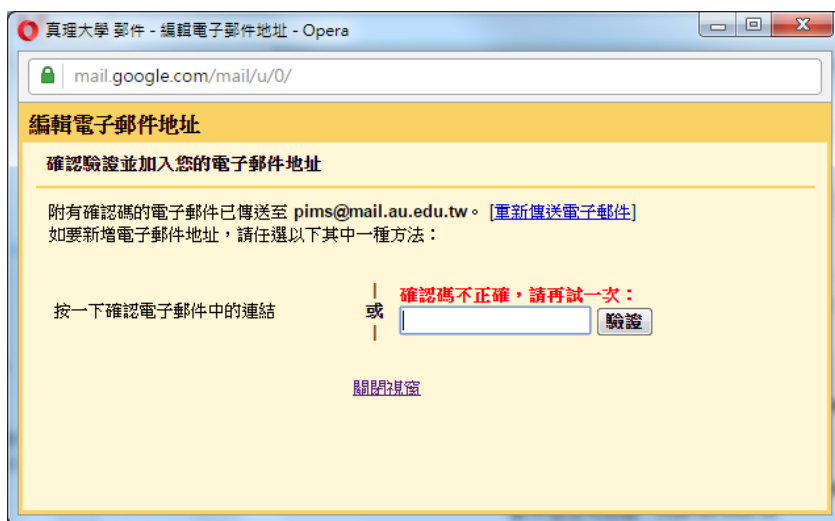 真理大學 郵件 - 編輯電子郵件地址 - Opera
mail.google.com/mail/u/0/
編輯電子郵件地址
確認驗證並加入您的電子郵件地址
附有確認碼的電子郵件已傳送至 pims@mail.au.edu.tw。 [重新傳送電子郵件]
如要新增電子郵件地址，請任選以下其中一種方法：
按一下確認電子郵件中的連結
|
或
|
確認碼不正確，請再試一次：
驗證
關閉視窗